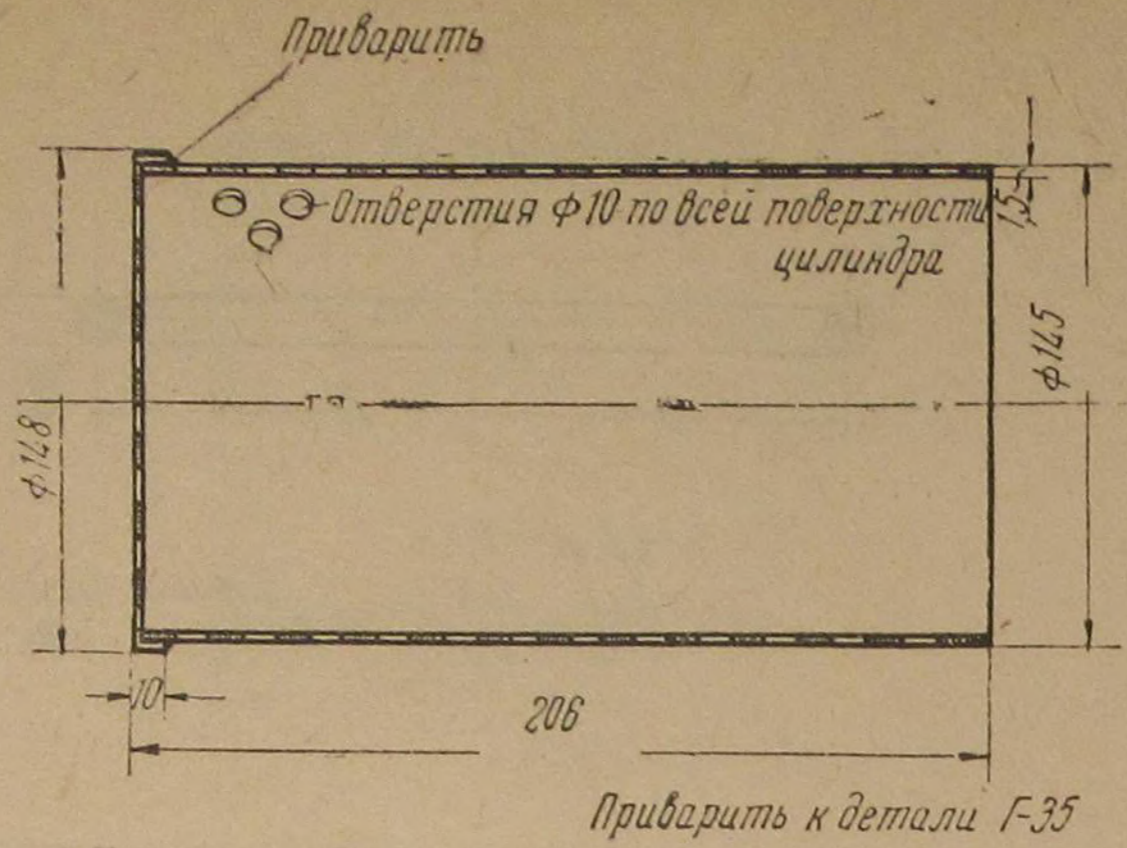 Приварить
Отверстия ф10 по всей поверхности
цилиндра
1,5
ф145
ф148
10
206
Приварить к детали Г-35